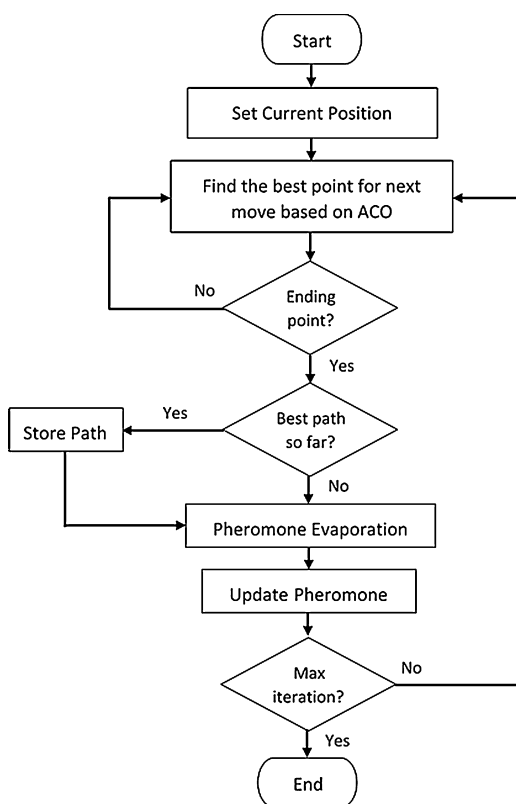 Start
Set Current Position
Find the best point for next
move based on ACO
No
Ending
point?
Yes
Yes
Best path
so far?
Store Path
No
Pheromone Evaporation
Update Pheromone
Max
iteration?
No
Yes
End